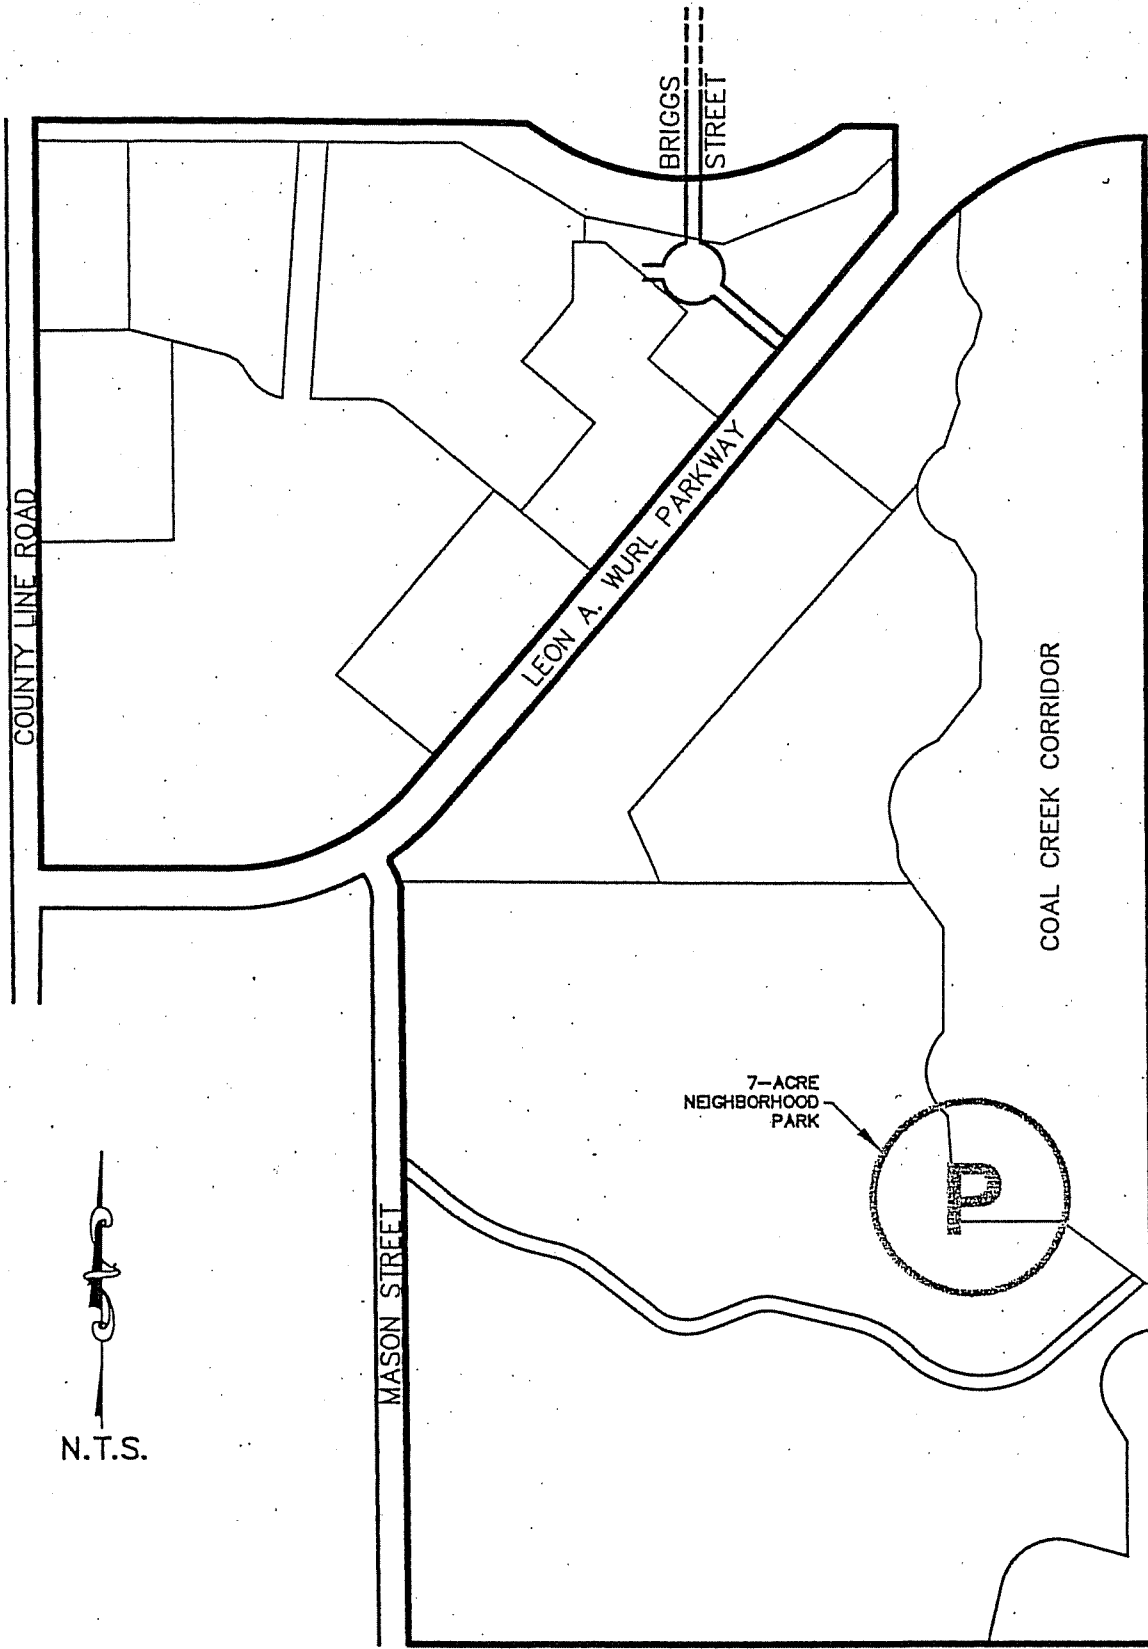 BRIGGS
STREET
COUNTY LINE ROAD
LEON A. WURL PARKWAY
COAL CREEK CORRIDOR
7-ACRE
NEIGHBORHOOD
PARK
P
MASON STREET
N.T.S.